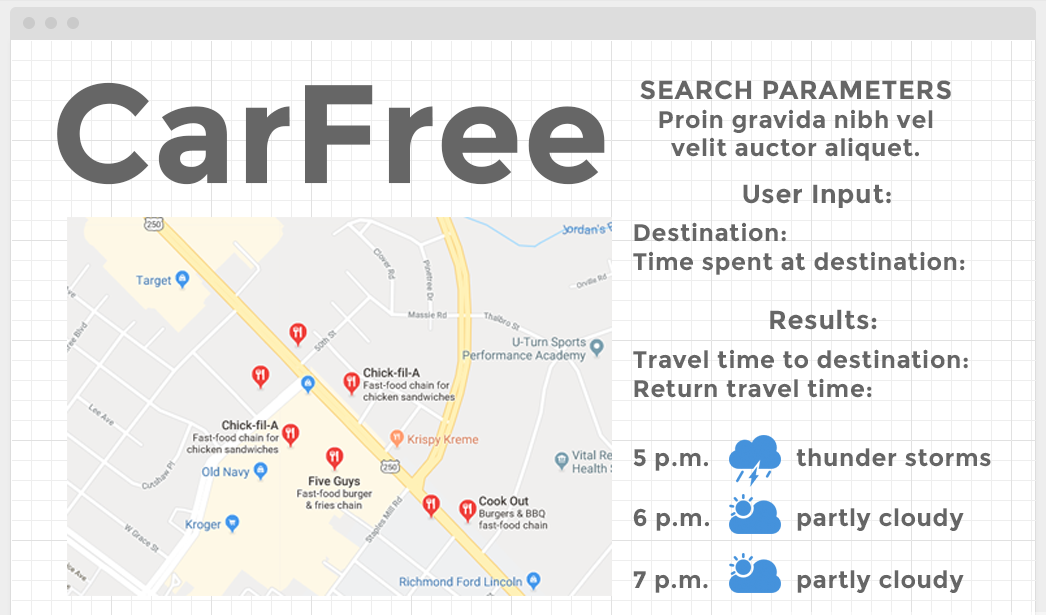 CarFree
SEARCH PARAMETERS
Proin gravida nibh vel
velit auctor aliquet.
User Input:
Destination:
Time spent at destination:
Results:
Travel time to destination:
Return travel time:
5 p.m. thunder storms
6 p.m. partly cloudy
7 p.m. partly cloudy
250
Jordan's
Clover Rd
Pinetree Dr
Target
Orville Rd
Massie Rd
Thalbro St
50th St
U-Turn Sports
Performance Academy
Chick-fil-A
Fast-food chain for
chicken sandwiches
Lee Ave
Chick-fil-A
Fast-food chain for
chicken sandwiches
Krispy Kreme
Old Navy
250
Vital Re
Health S
Cutshaw Pl
Five Guys
Fast-food burger
& fries chain
Cook Out
Burgers & BBQ
fast-food chain
Staples Mill Rd
Kroger
W Grace St
Richmond Ford Lincoln